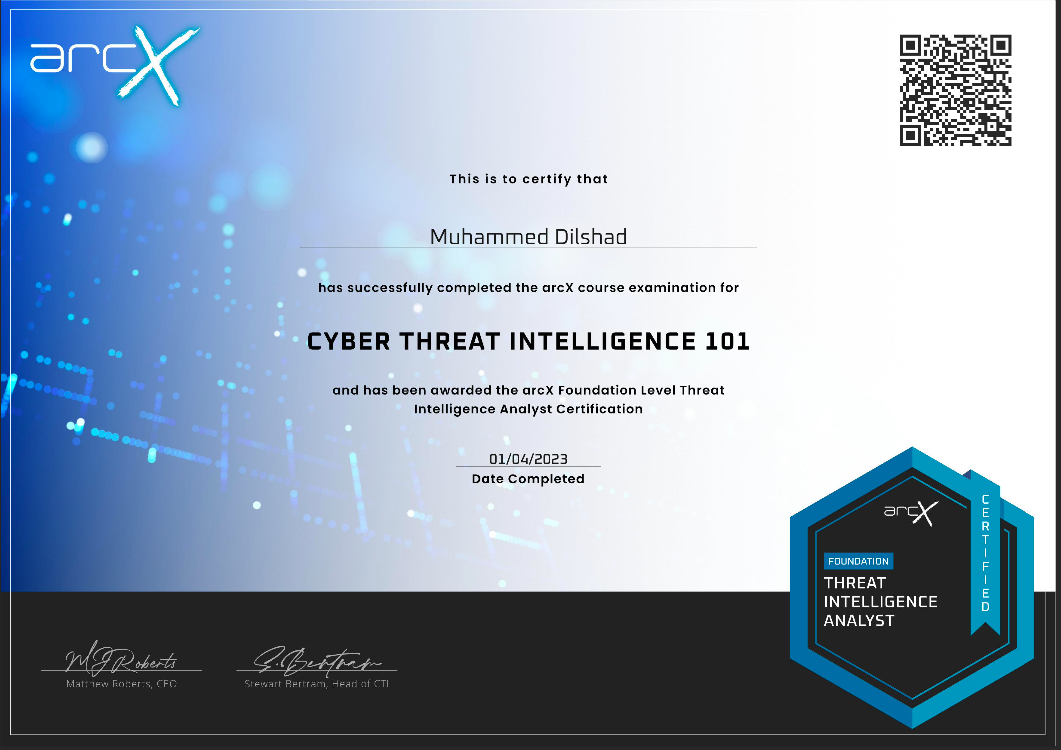 arcX
This is to certify that
Muhammed Dilshad
has successfully completed the arcX course examination for
CYBER THREAT INTELLIGENCE 101
and has been awarded the arcX Foundation Level Threat
Intelligence Analyst Certification
01/04/2023
Date Completed
arcX
CERTIFIED
FOUNDATION
THREAT
INTELLIGENCE
ANALYST
MJRoberts
S.Bertram
Matthew Roberts, CEO
Stewart Bertram, Head of CTI